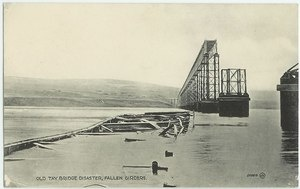 OLD TAY BRIDGE DISASTER, FALLEN GIRDERS.